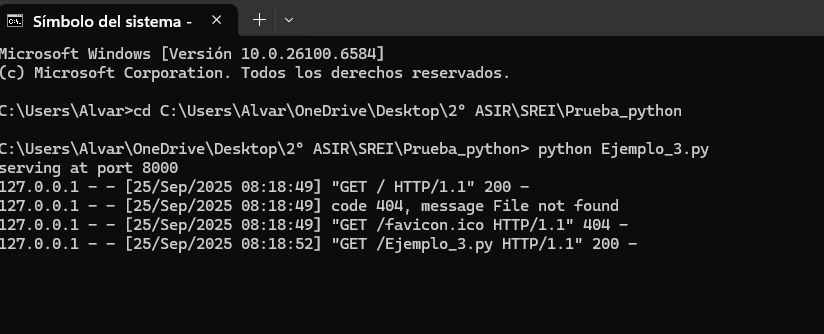 Símbolo del sistema -
Microsoft Windows [Versión 10.0.26100.6584]
(c) Microsoft Corporation. Todos los derechos reservados.
C:\Users\Alvar>cd C:\Users\Alvar\OneDrive\Desktop\2° ASIR\SREI\Prueba_python
C:\Users\Alvar\OneDrive\Desktop\2° ASIR\SREI\Prueba_python> python Ejemplo_3.py
serving at port 8000
127.0.0.1 - - [25/Sep/2025 08:18:49] "GET / HTTP/1.1" 200 -
127.0.0.1 - - [25/Sep/2025 08:18:49] code 404, message File not found
127.0.0.1 - - [25/Sep/2025 08:18:49] "GET /favicon.ico HTTP/1.1" 404 -
127.0.0.1 - - [25/Sep/2025 08:18:52] "GET /Ejemplo_3.py HTTP/1.1" 200 -